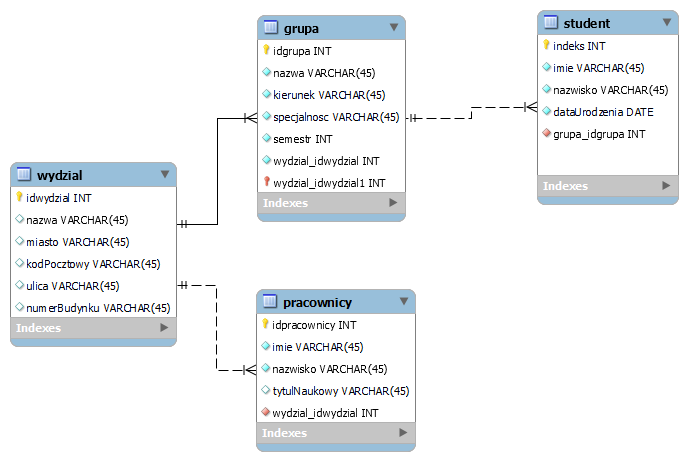 grupa
idgrupa INT
nazwa VARCHAR(45)
kierunek VARCHAR(45)
specjalnosc VARCHAR(45)
semestr INT
wydzial_idwydzial INT
wydzial_idwydzial1 INT
Indexes
student
indeks INT
imie VARCHAR(45)
nazwisko VARCHAR(45)
dataUrodzenia DATE
grupa_idgrupa INT
Indexes
wydzial
idwydzial INT
nazwa VARCHAR(45)
miasto VARCHAR(45)
kodPocztowy VARCHAR(45)
ulica VARCHAR(45)
numerBudynku VARCHAR(45)
Indexes
pracownicy
idpracownicy INT
imie VARCHAR(45)
nazwisko VARCHAR(45)
tytulNaukowy VARCHAR(45)
wydzial_idwydzial INT
Indexes